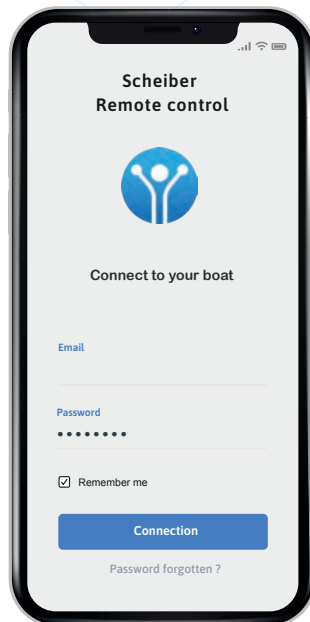 Scheiber
Remote control
Connect to your boat
Email
Password
••••••••
Remember me
Connection
Password forgotten ?